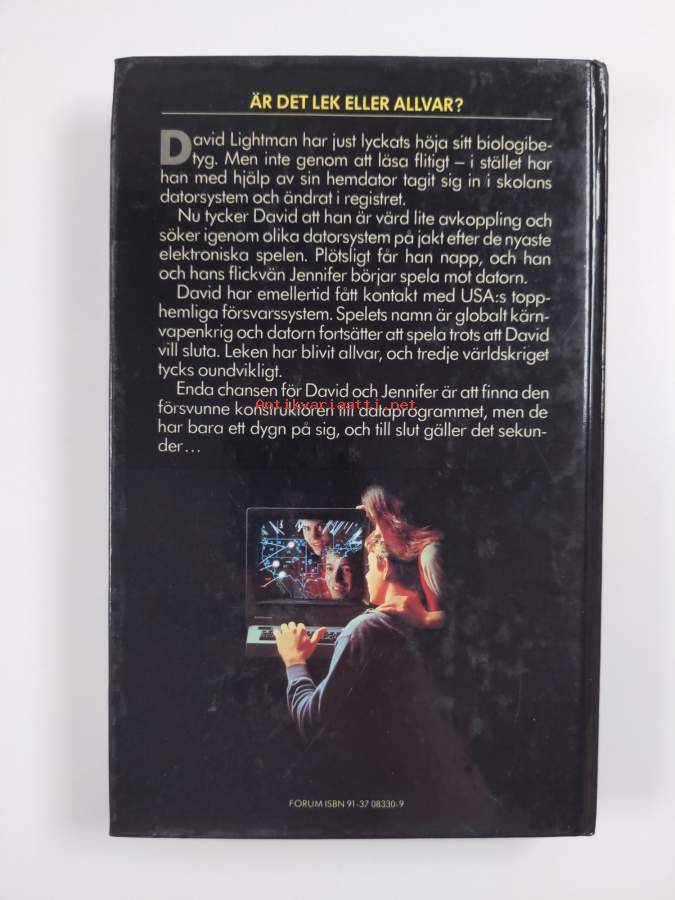 ÄR DET LEK ELLER ALLVAR?
David Lightman har just lyckats höja sitt biologibe-
tyg. Men inte genom att läsa flitigt – i stället har
han med hjälp av sin hemdator tagit sig in i skolans
datorsystem och ändrat i registret.
Nu tycker David att han är värd lite avkoppling och
söker igenom olika datorsystem på jakt efter de nyaste
elektroniska spelen. Plötsligt får han napp, och han
och hans flickvän Jennifer börjar spela mot datorn.
David har emellertid fått kontakt med USA:s topp-
hemliga försvarssystem. Spelets namn är globalt kärn-
vapenkrig och datorn fortsätter att spela trots att David
vill sluta. Leken har blivit allvar, och tredje världskriget
tycks oundvikligt.
Enda chansen för David och Jennifer är att finna den
försvunne konstruktören till dataprogrammet, men de
Antikvariaatti.net
har bara ett dygn på sig, och till slut gäller det sekun-
der...
FORUM ISBN 91-37 08330-9